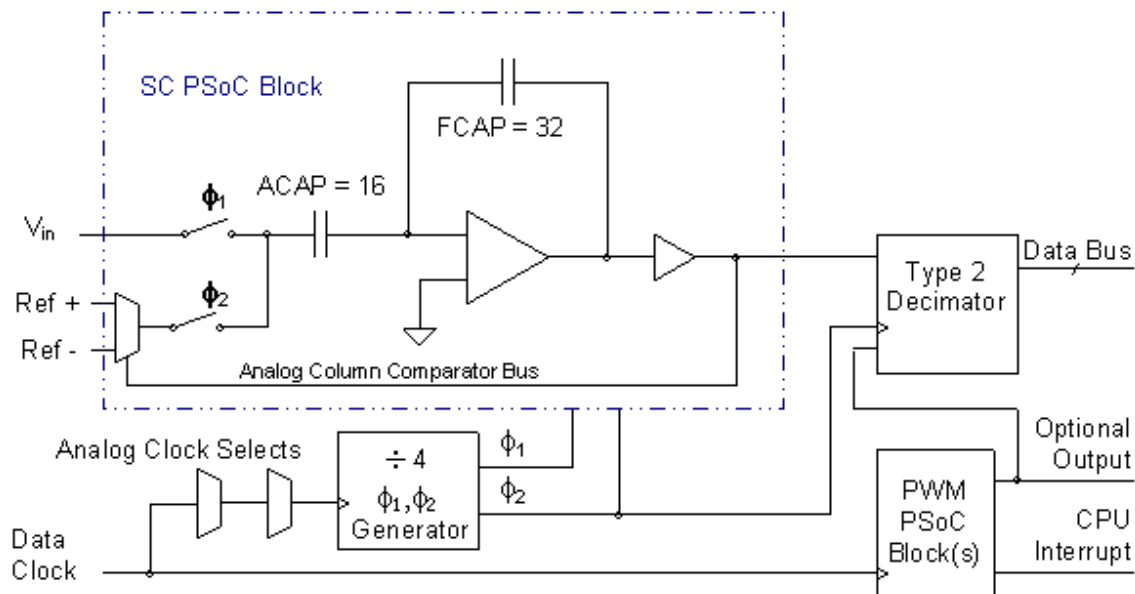 SC PSoC Block
FCAP = 32
ACAP = 16
ϕ1
Vin
Ref +
ϕ2
Ref -
Analog Column Comparator Bus
Type 2
Decimator
Data Bus
Analog Clock Selects
÷ 4
ϕ1,ϕ2
Generator
ϕ1
ϕ2
Data
Clock
PWM
PSoC
Block(s)
Optional
Output
CPU
Interrupt